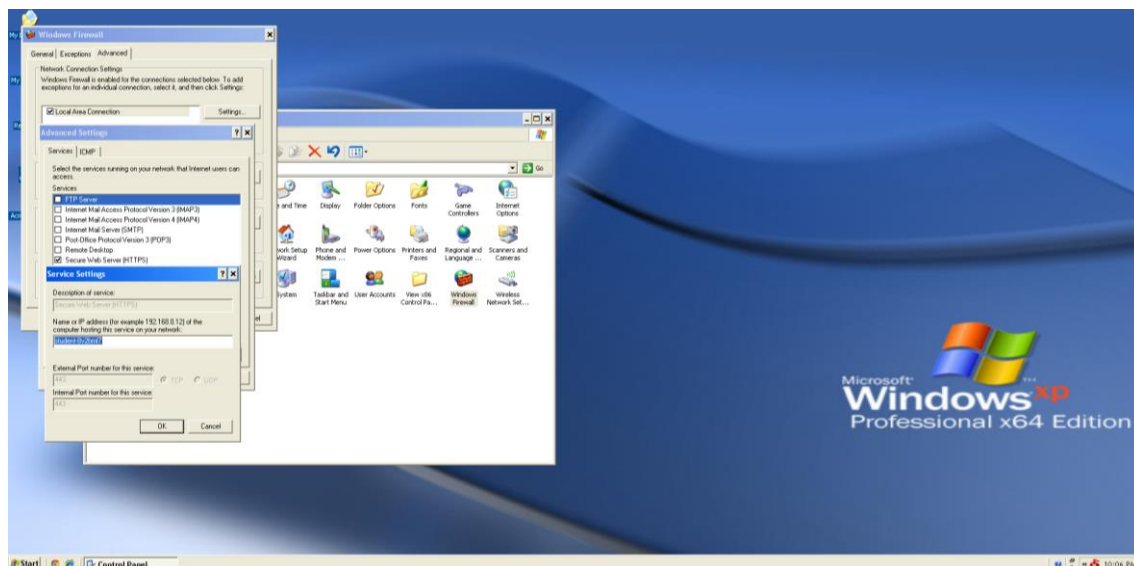 Windows Firewall
General Exceptions Advanced
Network Connection Settings
Windows Firewall is enabled for the connections selected below. To add
exceptions for an individual connection, select it, and then click Settings:
Local Area Connection
Settings...
Advanced Settings
Services ICMP
Select the services running on your network that Internet users can
access.
Services
FTP Server
Internet Mail Access Protocol Version 3 (IMAP3)
Internet Mail Access Protocol Version 4 (IMAP4)
Internet Mail Server (SMTP)
Post-Office Protocol Version 3 (POP3)
Remote Desktop
Secure Web Server (HTTPS)
Service Settings
Description of service:
Secure Web Server (HTTPS)
Name or IP address (for example 192.168.0.12) of the
computer hosting this service on your network:
External Port number for this service:
443
TCP
UDP
Internal Port number for this service:
443
OK
Cancel
Go
and Time
Display
Folder Options
Fonts
Game
Controllers
Internet
Options
Setup
Wizard
Phone and
Modem ...
Power Options
Printers and
Faxes
Regional and
Language ...
Scanners and
Cameras
System
Taskbar and
Start Menu
User Accounts
View x86
Control Pa...
Windows
Firewall
Wireless
Network Set...
Microsoft
Windows xp
Professional x64 Edition
Start
Control Panel
10:06 PM